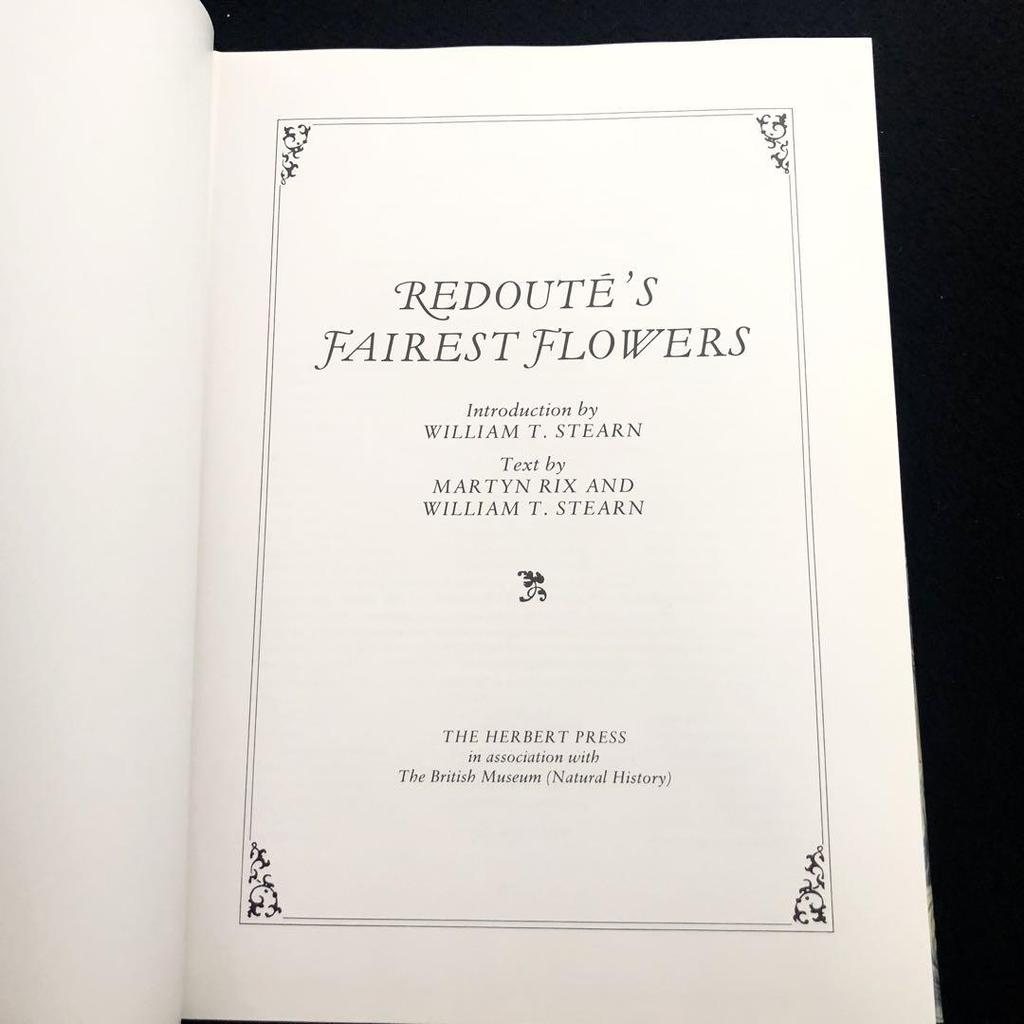 REDOUTÉ'S
FAIREST FLOWERS
Introduction by
WILLIAM T. STEARN
Text by
MARTYN RIX AND
WILLIAM T. STEARN
THE HERBERT PRESS
in association with
The British Museum (Natural History)